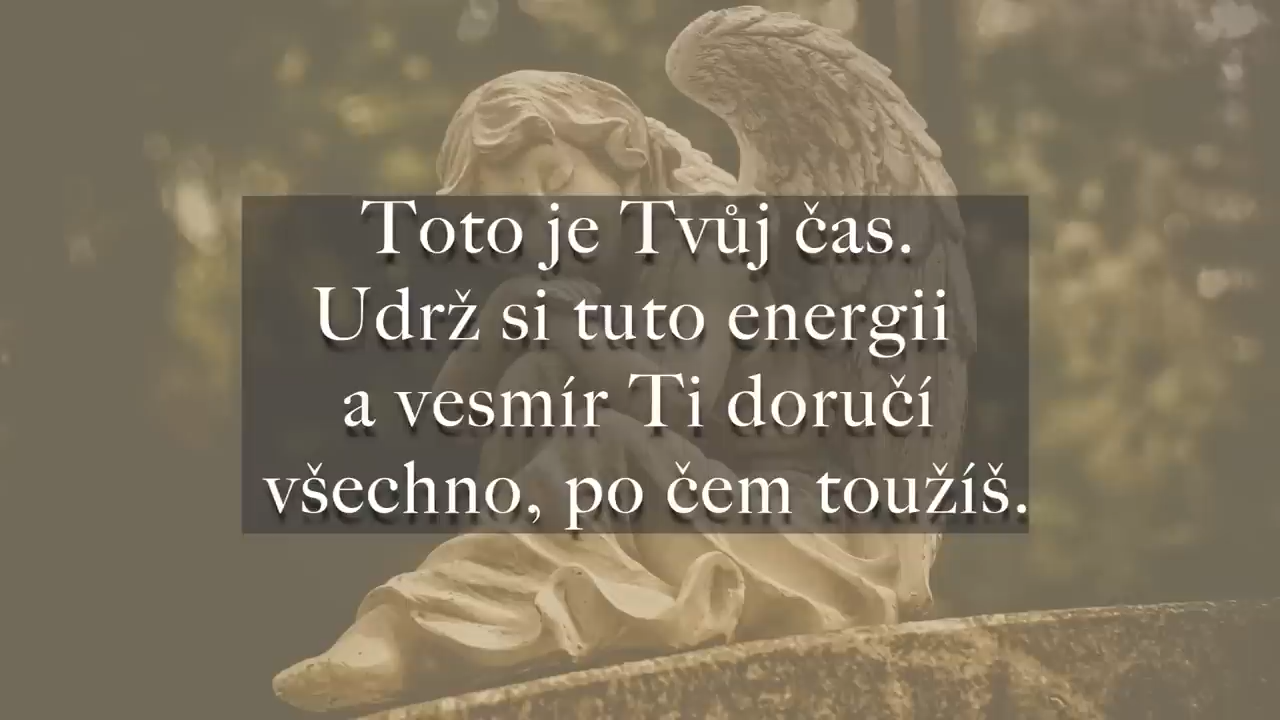 Toto je Tvůj čas.
Udrž si tuto energii
a vesmír Ti doručí
všechno, po čem toužíš.